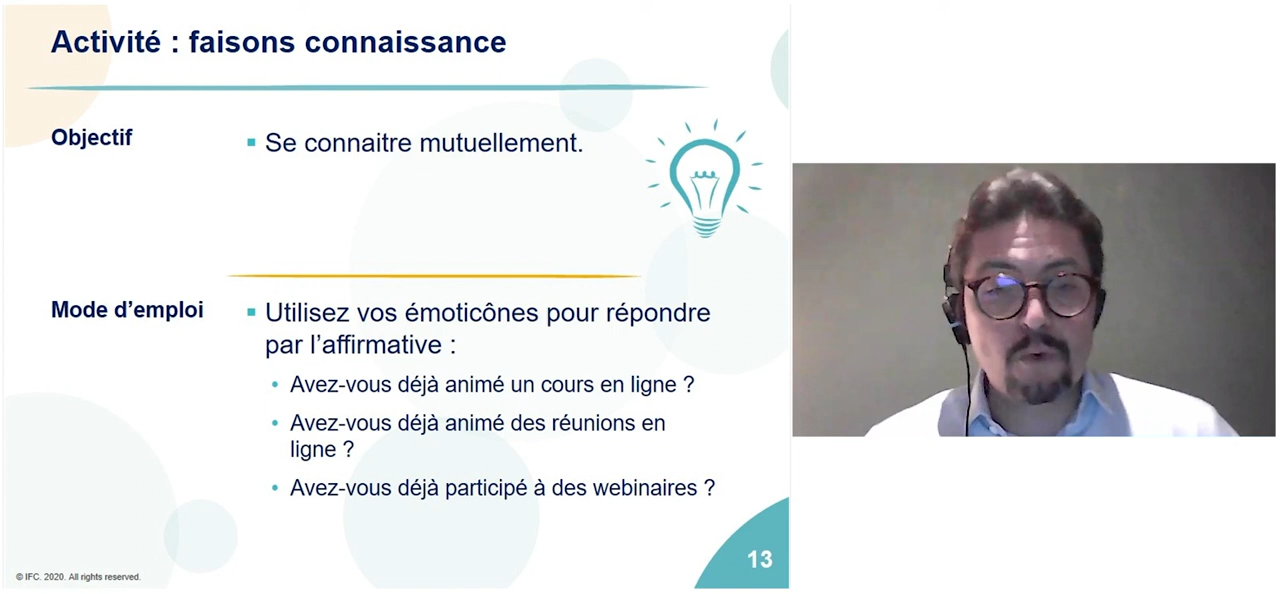 Activité : faisons connaissance
Objectif
▪ Se connaitre mutuellement.
Mode d’emploi
▪ Utilisez vos émoticônes pour répondre
par l’affirmative :
• Avez-vous déjà animé un cours en ligne ?
• Avez-vous déjà animé des réunions en
ligne ?
• Avez-vous déjà participé à des webinaires ?
13
© IFC. 2020. All rights reserved.